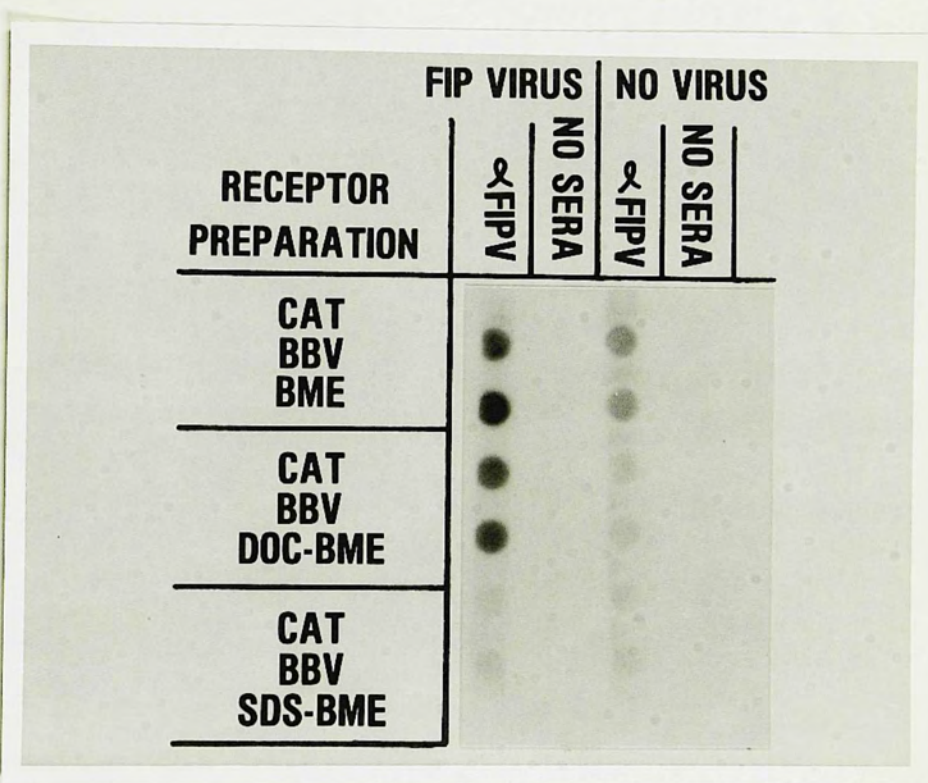 FIP VIRUS
NO VIRUS
αFIPV
NO SERA
αFIPV
NO SERA
RECEPTOR
PREPARATION
CAT
BBV
BME
CAT
BBV
DOC-BME
CAT
BBV
SDS-BME